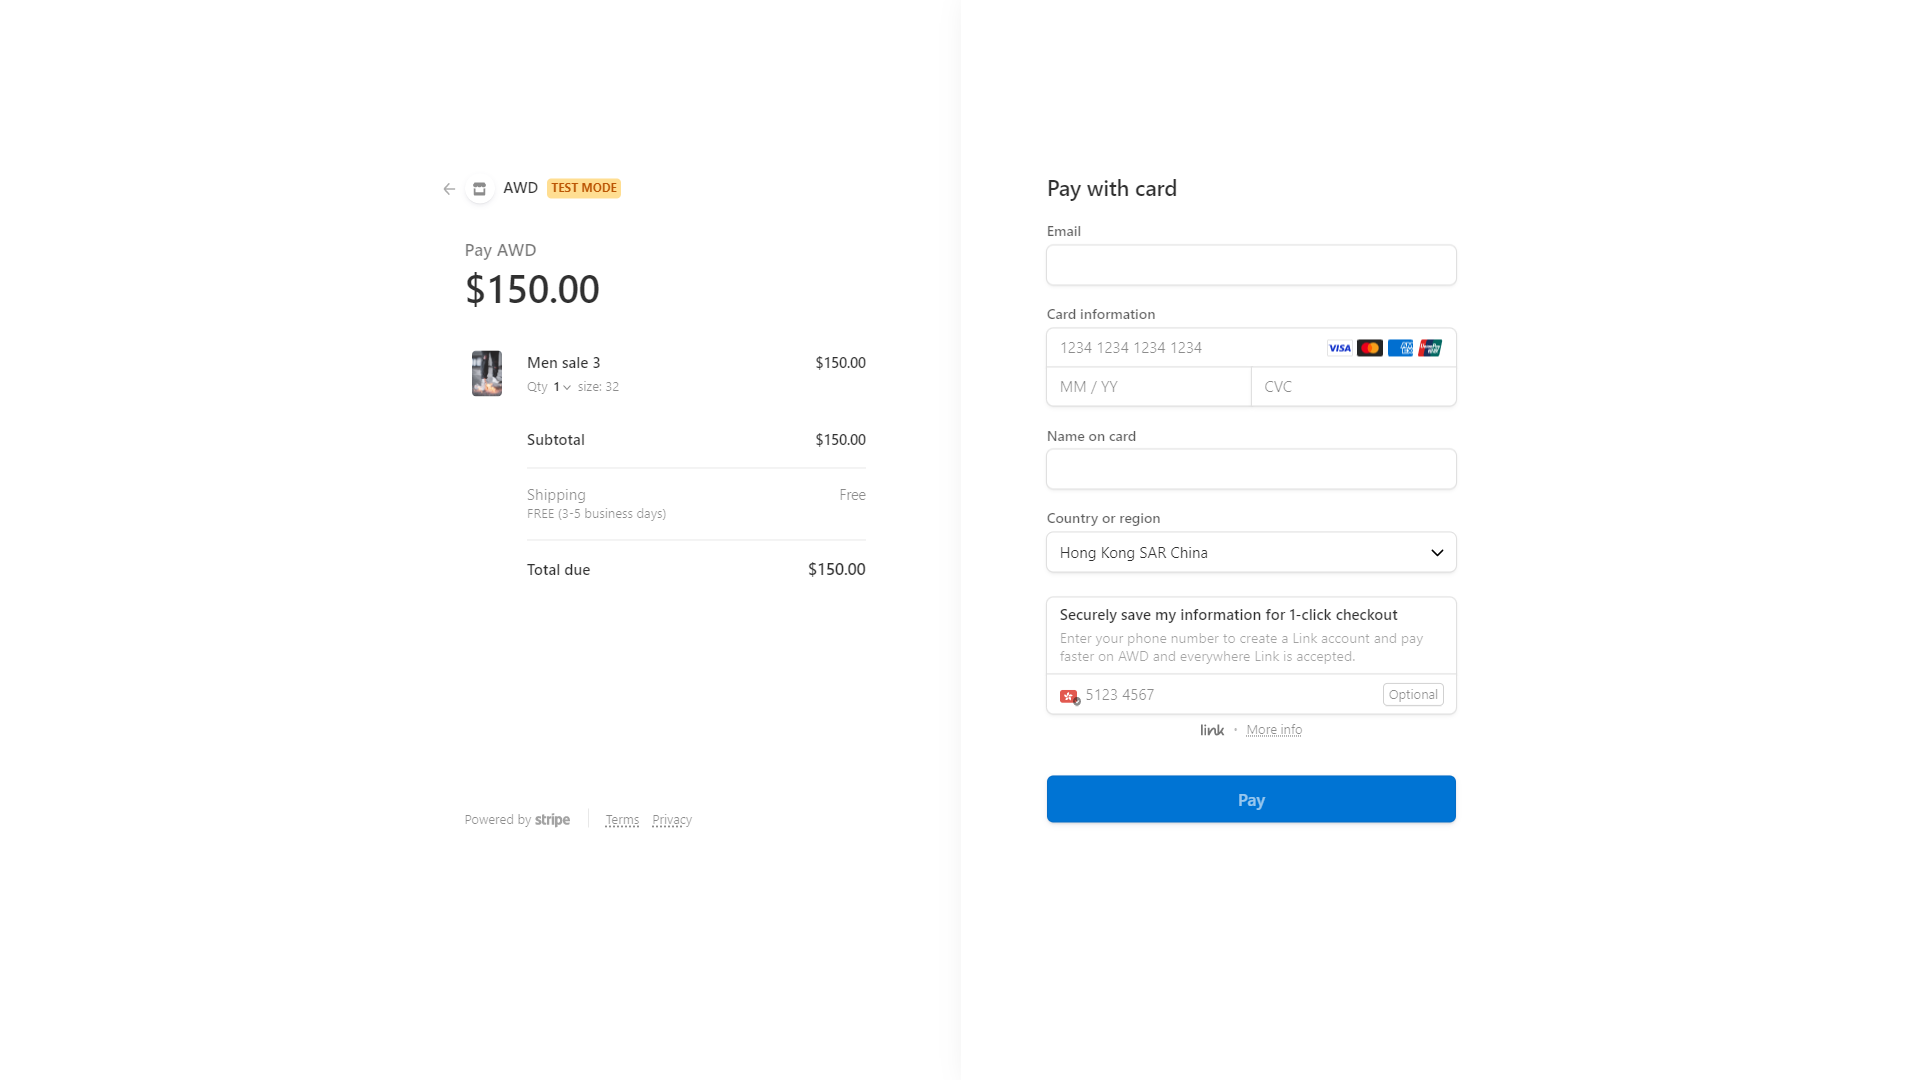 AWD TEST MODE
Pay AWD
$150.00
Men sale 3 $150.00
Qty 1 size: 32
Subtotal $150.00
Shipping Free
FREE (3-5 business days)
Total due $150.00
Powered by stripe Terms Privacy
Pay with card
Email
Card information
1234 1234 1234 1234 VISA
MM / YY CVC
Name on card
Country or region
Hong Kong SAR China
Securely save my information for 1-click checkout
Enter your phone number to create a Link account and pay
faster on AWD and everywhere Link is accepted.
5123 4567 Optional
link · More info
Pay